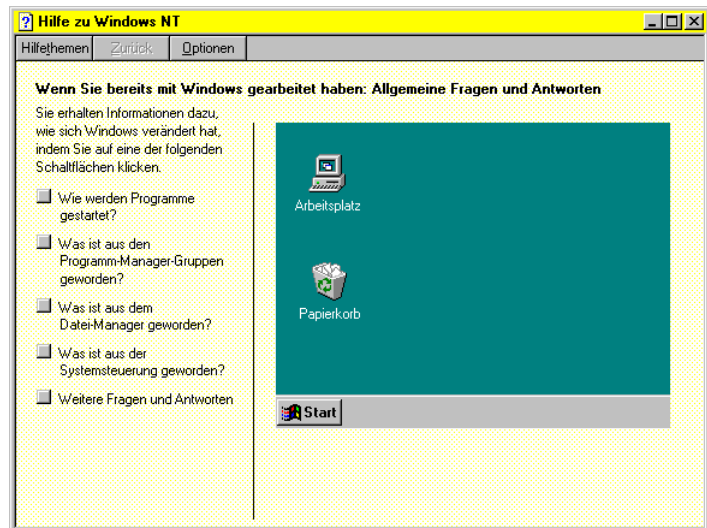 Hilfe zu Windows NT
Hilfethemen Zurück Optionen
Wenn Sie bereits mit Windows gearbeitet haben: Allgemeine Fragen und Antworten
Sie erhalten Informationen dazu,
wie sich Windows verändert hat,
indem Sie auf eine der folgenden
Schaltflächen klicken.
Wie werden Programme
gestartet?
Was ist aus den
Programm-Manager-Gruppen
geworden?
Was ist aus dem
Datei-Manager geworden?
Was ist aus der
Systemsteuerung geworden?
Weitere Fragen und Antworten
Arbeitsplatz
Papierkorb
Start